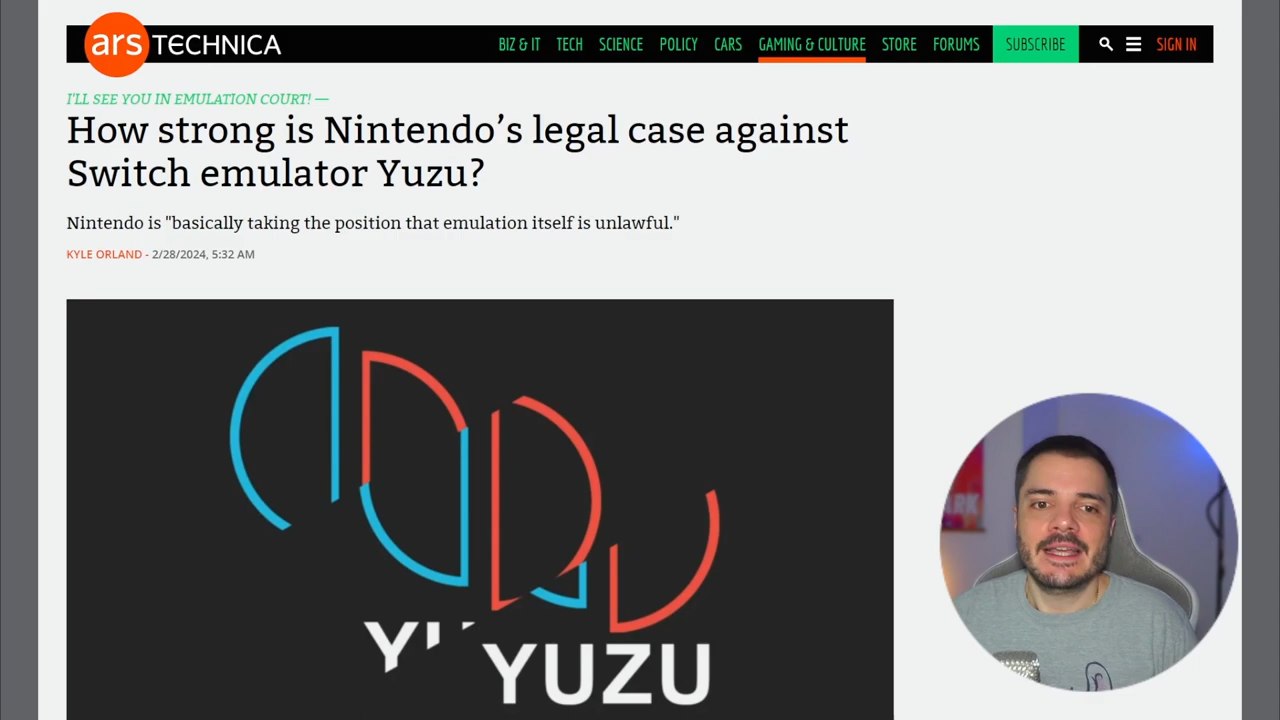 ars TECHNICA
BIZ & IT TECH SCIENCE POLICY CARS GAMING & CULTURE STORE FORUMS SUBSCRIBE SIGN IN
I'LL SEE YOU IN EMULATION COURT! —
How strong is Nintendo’s legal case against
Switch emulator Yuzu?
Nintendo is "basically taking the position that emulation itself is unlawful."
KYLE ORLAND - 2/28/2024, 5:32 AM
YUZU